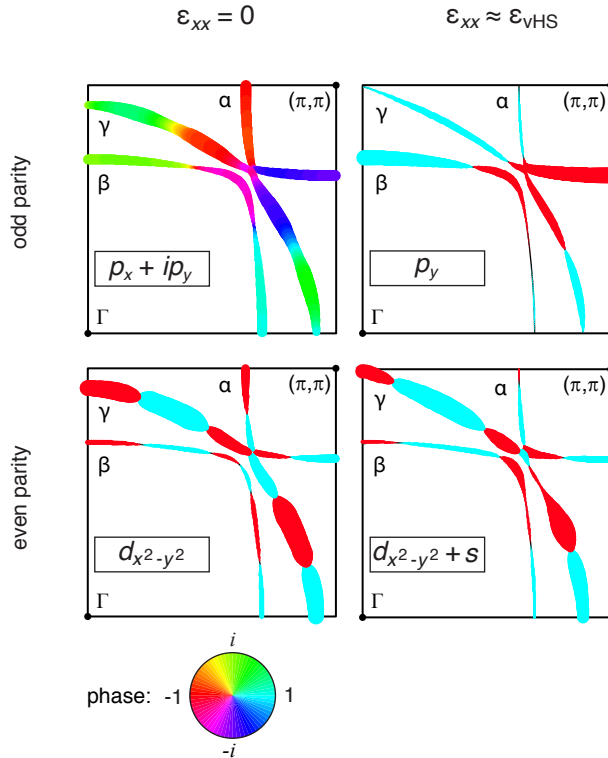 εxx = 0
εxx ≈ εvHS
odd parity
α
(π,π)
γ
β
px + ipy
Γ
α
(π,π)
γ
β
py
Γ
even parity
α
(π,π)
γ
β
dx2-y2
Γ
α
(π,π)
γ
β
dx2-y2 + s
Γ
i
phase: -1 1
-i